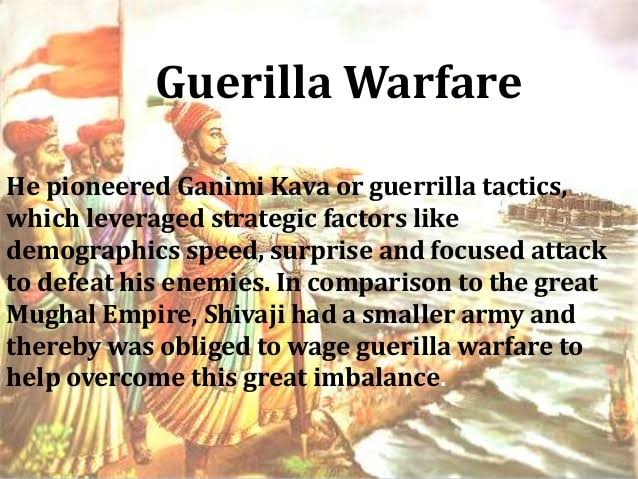 Guerilla Warfare
He pioneered Ganimi Kava or guerrilla tactics,
which leveraged strategic factors like
demographics speed, surprise and focused attack
to defeat his enemies. In comparison to the great
Mughal Empire, Shivaji had a smaller army and
thereby was obliged to wage guerilla warfare to
help overcome this great imbalance.